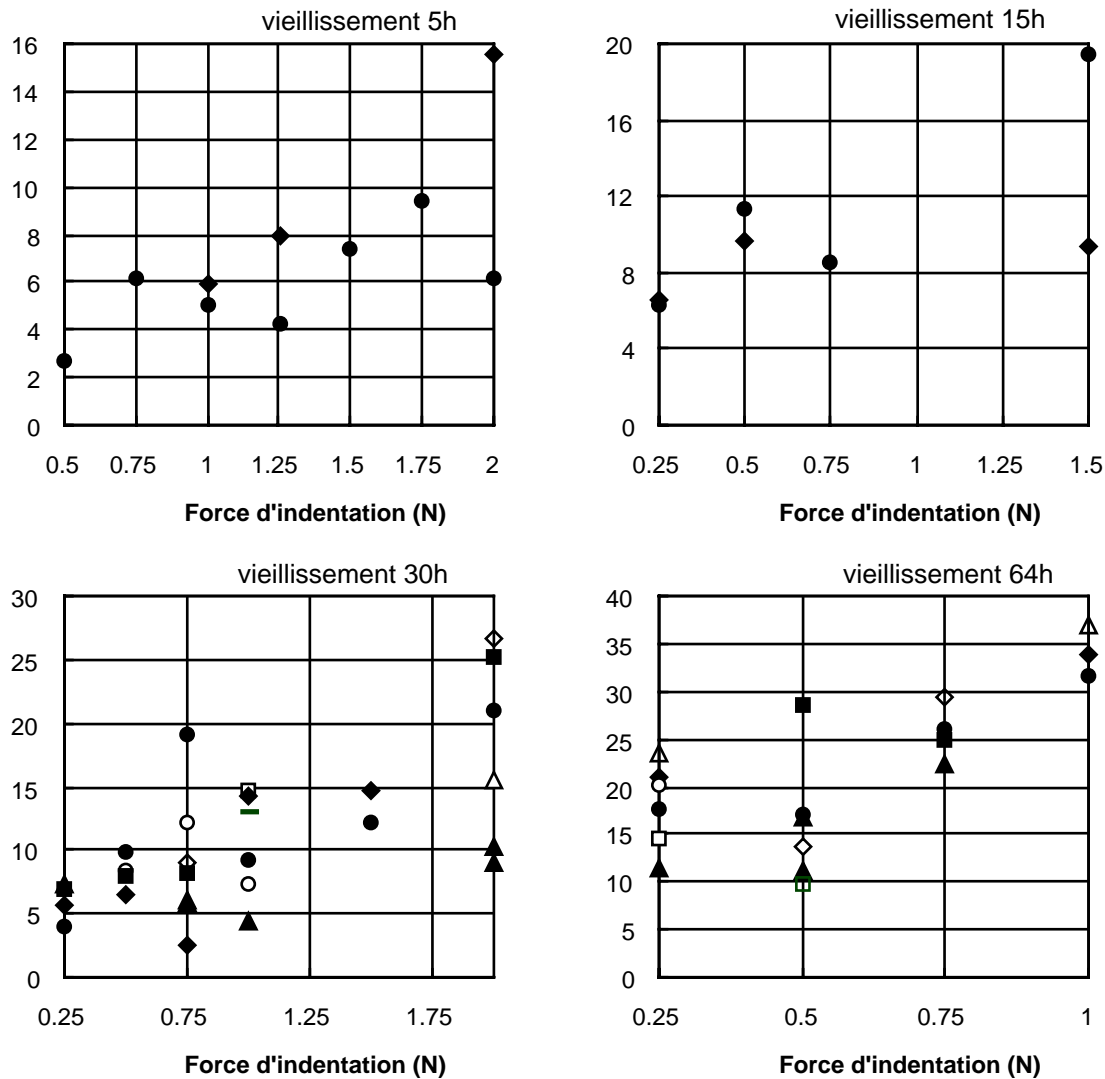 vieillissement 5h
16
14
12
10
8
6
4
2
0
0.5 0.75 1 1.25 1.5 1.75 2
Force d'indentation (N)
vieillissement 15h
20
16
12
8
4
0
0.25 0.5 0.75 1 1.25 1.5
Force d'indentation (N)
vieillissement 30h
30
25
20
15
10
5
0
0.25 0.75 1.25 1.75
Force d'indentation (N)
vieillissement 64h
40
35
30
25
20
15
10
5
0
0.25 0.5 0.75 1
Force d'indentation (N)